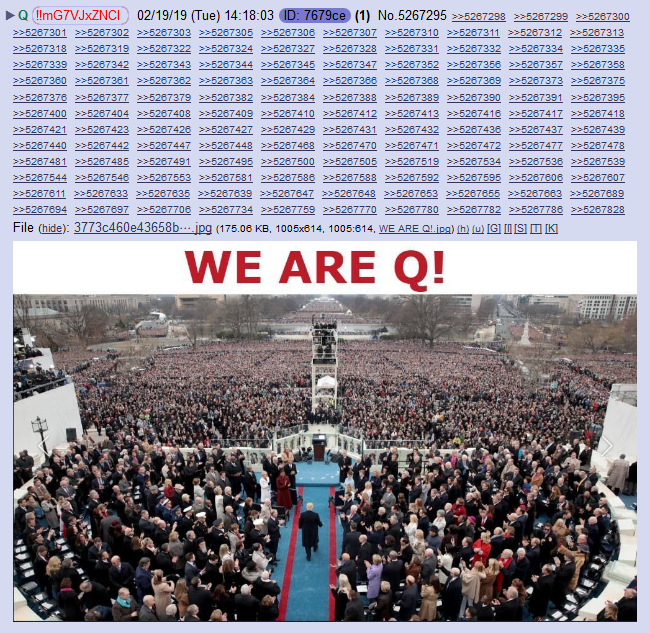 ▶ Q !!mG7VJxZNCI 02/19/19 (Tue) 14:18:03 ID: 7679ce (1) No.5267295 >>5267298 >>5267299 >>5267300
>>5267301 >>5267302 >>5267303 >>5267305 >>5267306 >>5267307 >>5267310 >>5267311 >>5267312 >>5267313
>>5267318 >>5267319 >>5267322 >>5267324 >>5267327 >>5267328 >>5267331 >>5267332 >>5267334 >>5267335
>>5267339 >>5267342 >>5267343 >>5267344 >>5267345 >>5267347 >>5267352 >>5267356 >>5267357 >>5267358
>>5267360 >>5267361 >>5267362 >>5267363 >>5267364 >>5267366 >>5267368 >>5267369 >>5267373 >>5267375
>>5267376 >>5267377 >>5267379 >>5267382 >>5267384 >>5267388 >>5267389 >>5267390 >>5267391 >>5267395
>>5267400 >>5267404 >>5267408 >>5267409 >>5267410 >>5267412 >>5267413 >>5267416 >>5267417 >>5267418
>>5267421 >>5267423 >>5267426 >>5267427 >>5267429 >>5267431 >>5267432 >>5267436 >>5267437 >>5267439
>>5267440 >>5267442 >>5267447 >>5267448 >>5267468 >>5267470 >>5267471 >>5267472 >>5267477 >>5267478
>>5267481 >>5267485 >>5267491 >>5267495 >>5267500 >>5267505 >>5267519 >>5267534 >>5267536 >>5267539
>>5267544 >>5267546 >>5267553 >>5267581 >>5267586 >>5267588 >>5267592 >>5267595 >>5267606 >>5267607
>>5267611 >>5267633 >>5267635 >>5267639 >>5267647 >>5267648 >>5267653 >>5267655 >>5267663 >>5267689
>>5267694 >>5267697 >>5267706 >>5267734 >>5267759 >>5267770 >>5267780 >>5267782 >>5267786 >>5267828
File (hide): 3773c460e43658b⋯.jpg (175.06 KB, 1005x614, 1005:614, WE ARE Q!.jpg) (h) (u) [G] [I] [S] [T] [K]
WE ARE Q!